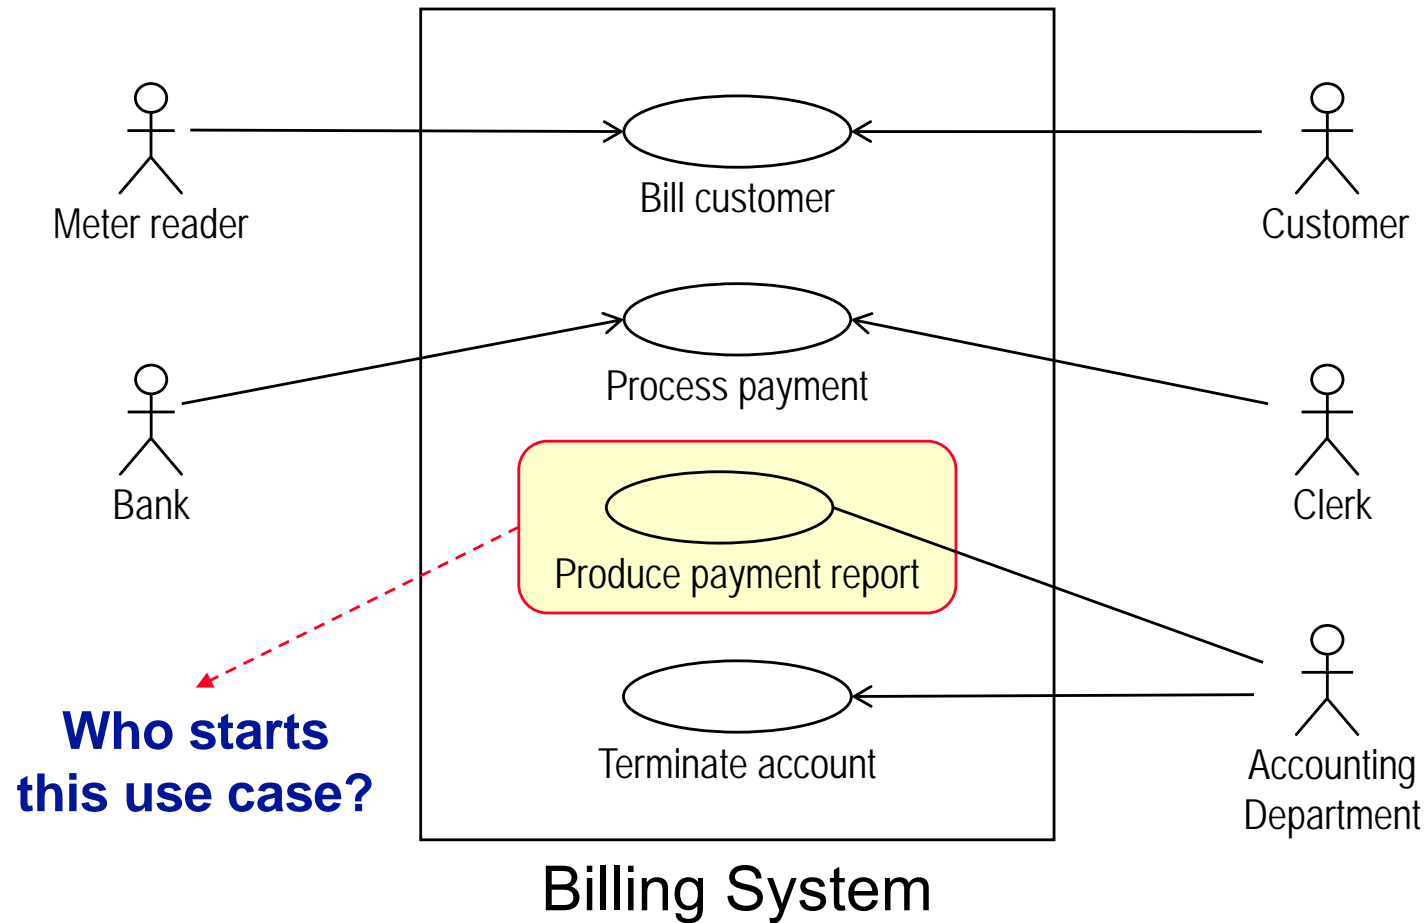 Bill customer
Meter reader
Customer
Process payment
Bank
Clerk
Produce payment report
Who starts
this use case?
Terminate account
Accounting
Department
Billing System